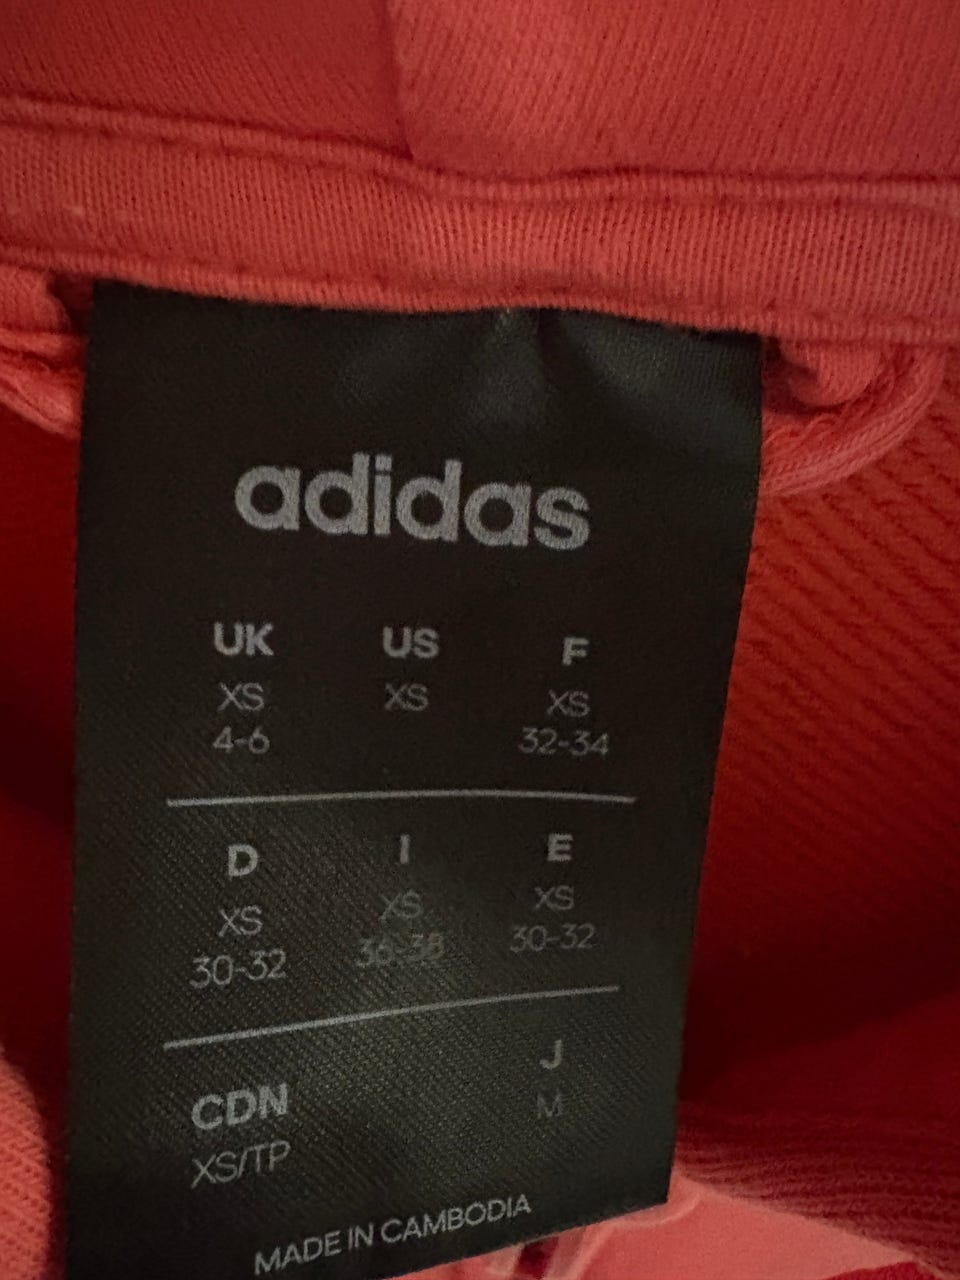 adidas
UK US F
XS XS XS
4-6 32-34
D I E
XS XS XS
30-32 36-38 30-32
CDN J
XS/TP M
MADE IN CAMBODIA